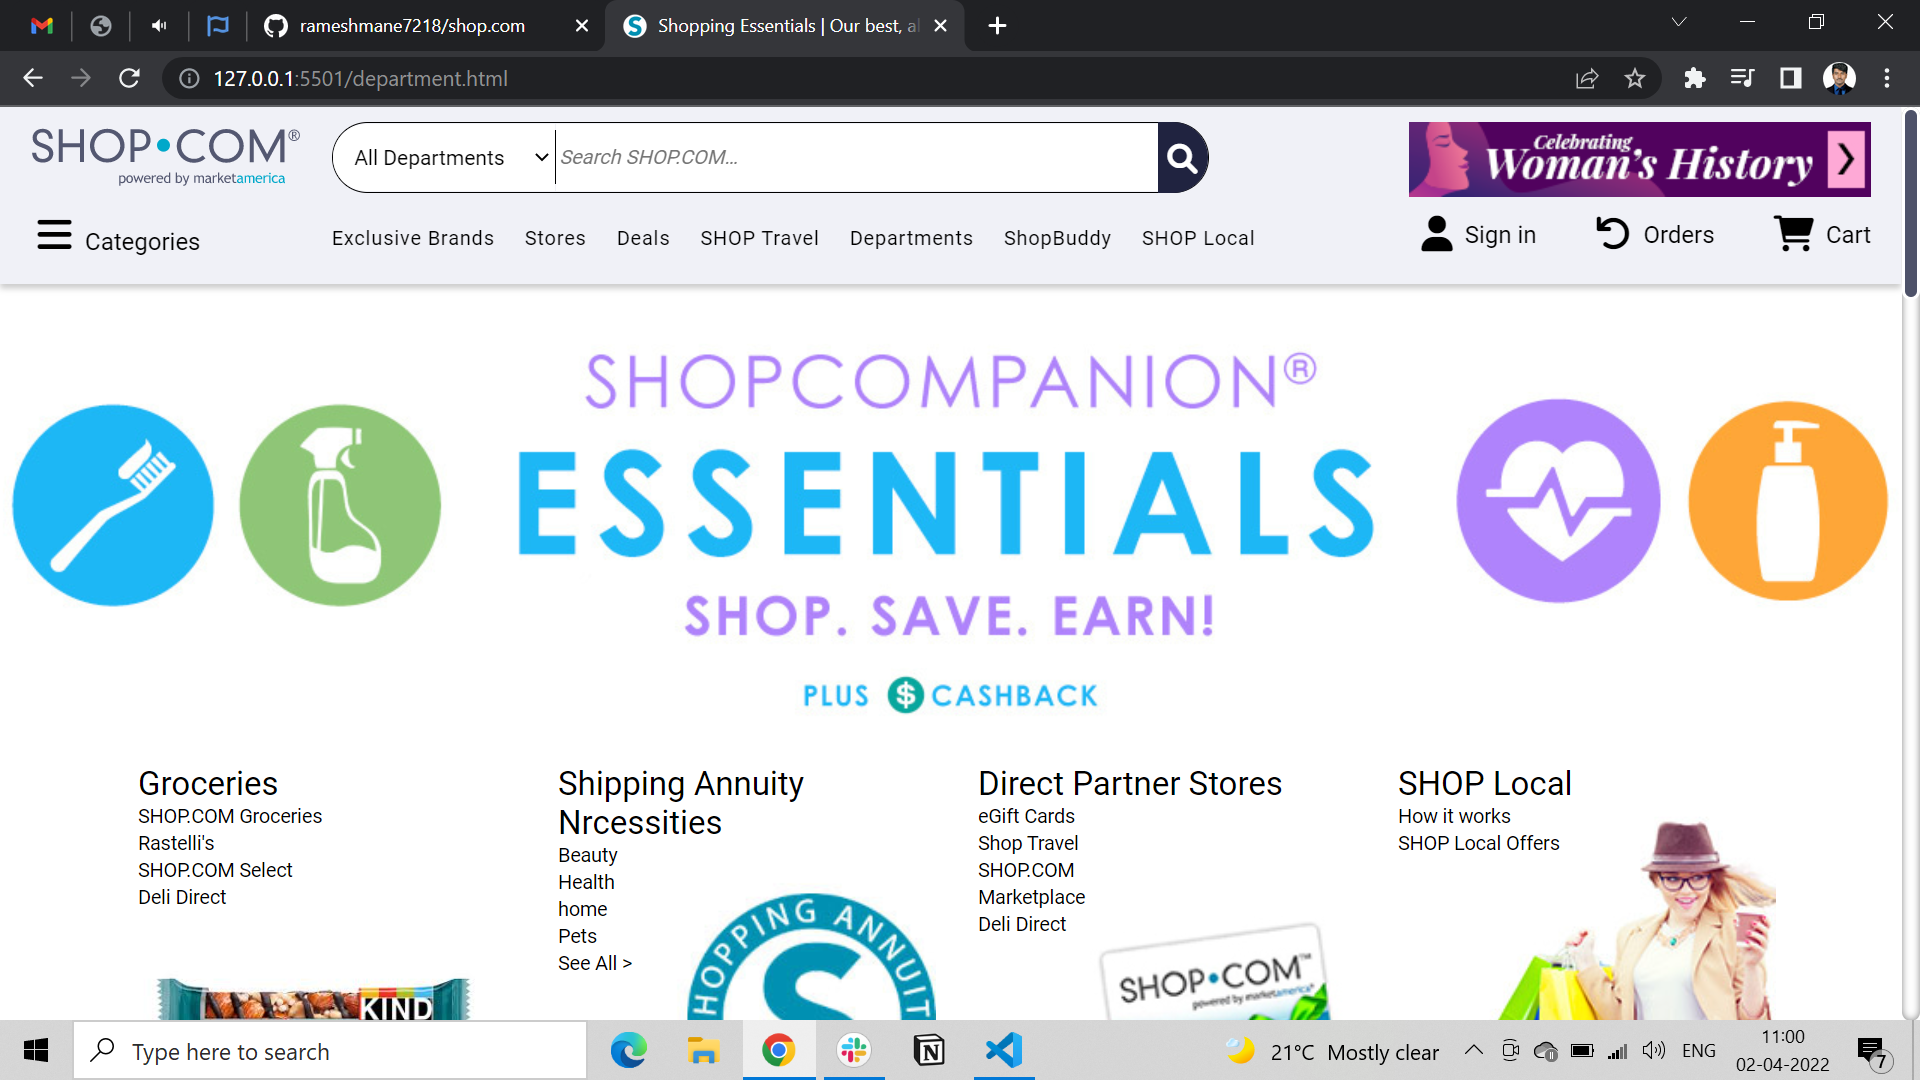 rameshmane7218/shop.com
Shopping Essentials | Our best, al
127.0.0.1:5501/department.html
SHOP•COM®
powered by marketamerica
All Departments
Search SHOP.COM...
Celebrating
Woman's History
Categories
Exclusive Brands
Stores
Deals
SHOP Travel
Departments
ShopBuddy
SHOP Local
Sign in
Orders
Cart
SHOPCOMPANION®
ESSENTIALS
SHOP. SAVE. EARN!
PLUS $ CASHBACK
Groceries
SHOP.COM Groceries
Rastelli's
SHOP.COM Select
Deli Direct
KIND
Shipping Annuity
Nrcessities
Beauty
Health
home
Pets
See All >
HOPPING ANNUIT
S
Direct Partner Stores
eGift Cards
Shop Travel
SHOP.COM
Marketplace
Deli Direct
SHOP•COM™
powered by marketamerica
SHOP Local
How it works
SHOP Local Offers
Type here to search
21°C Mostly clear
ENG
11:00
02-04-2022
7